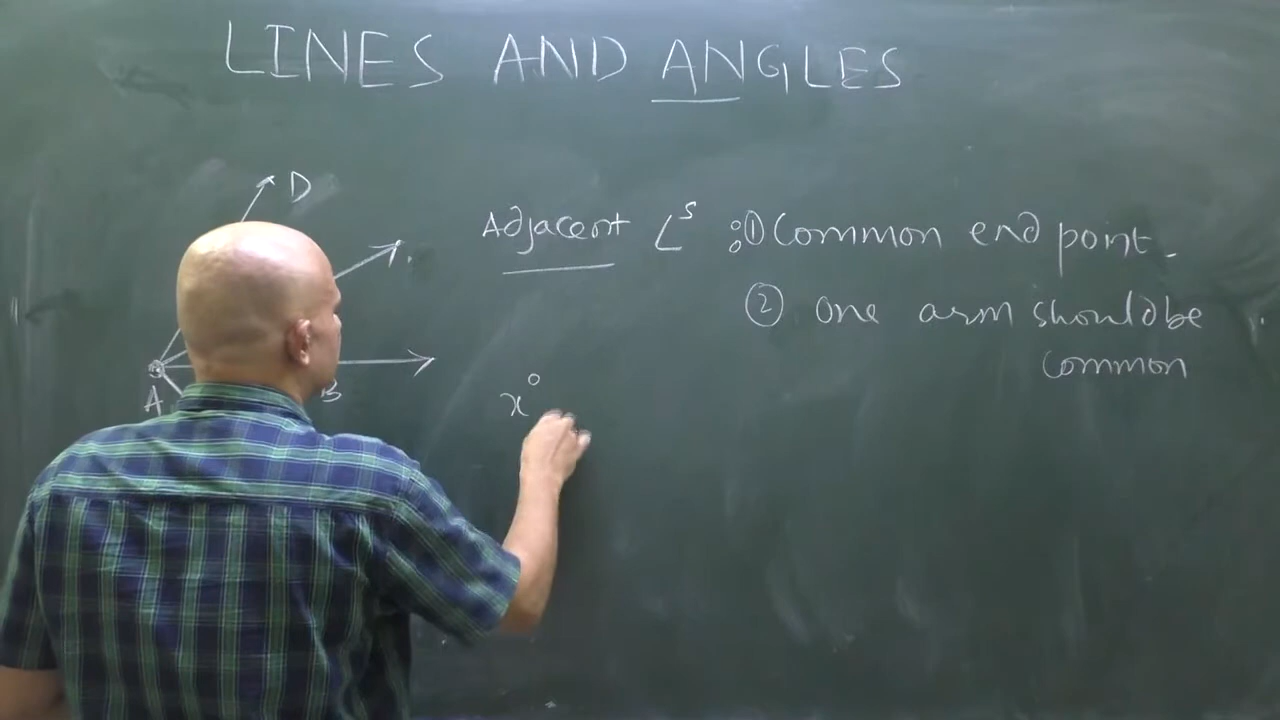 LINES AND ANGLES
D
Adjacent ∠s : ① Common end point.
② one arm should be
common
A
B
x°